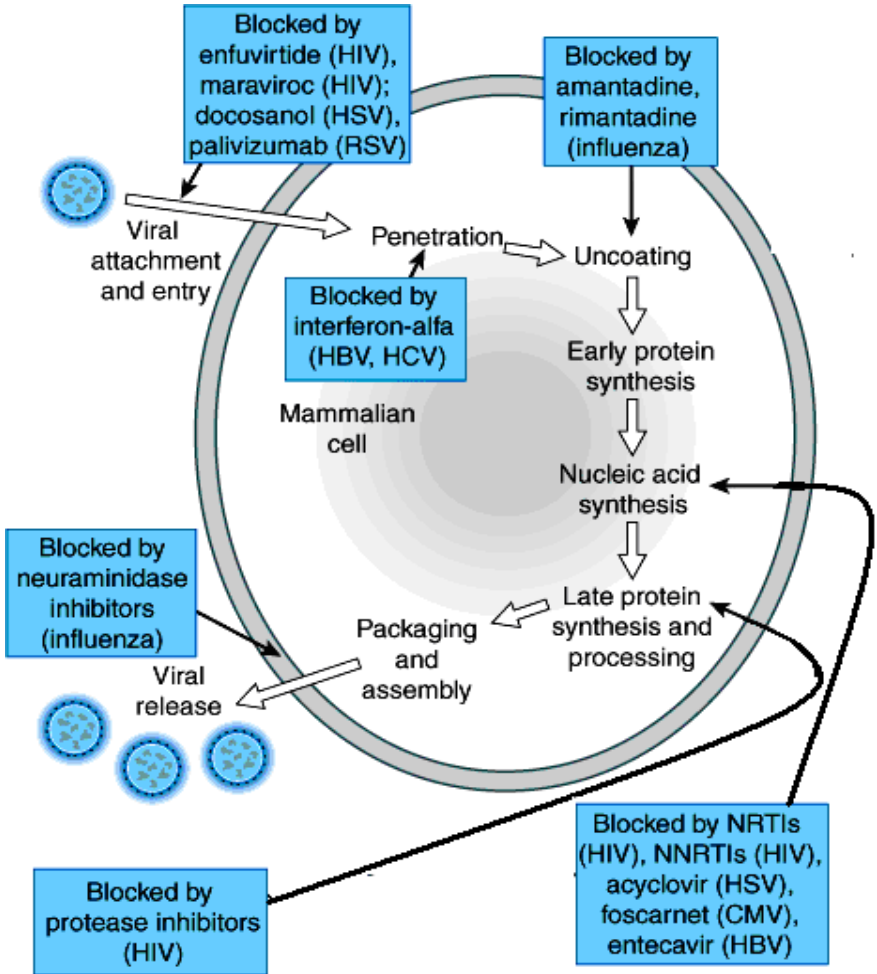 Blocked by
enfuvirtide (HIV),
maraviroc (HIV);
docosanol (HSV),
palivizumab (RSV)
Blocked by
amantadine,
rimantadine
(influenza)
Viral
attachment
and entry
Penetration
Uncoating
Blocked by
interferon-alfa
(HBV, HCV)
Early protein
synthesis
Mammalian
cell
Nucleic acid
synthesis
Blocked by
neuraminidase
inhibitors
(influenza)
Late protein
synthesis and
processing
Packaging
and
assembly
Viral
release
Blocked by
protease inhibitors
(HIV)
Blocked by NRTIs
(HIV), NNRTIs (HIV),
acyclovir (HSV),
foscarnet (CMV),
entecavir (HBV)